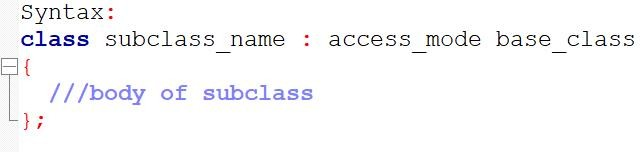 Syntax:
class subclass_name : access_mode base_class
{
///body of subclass
};